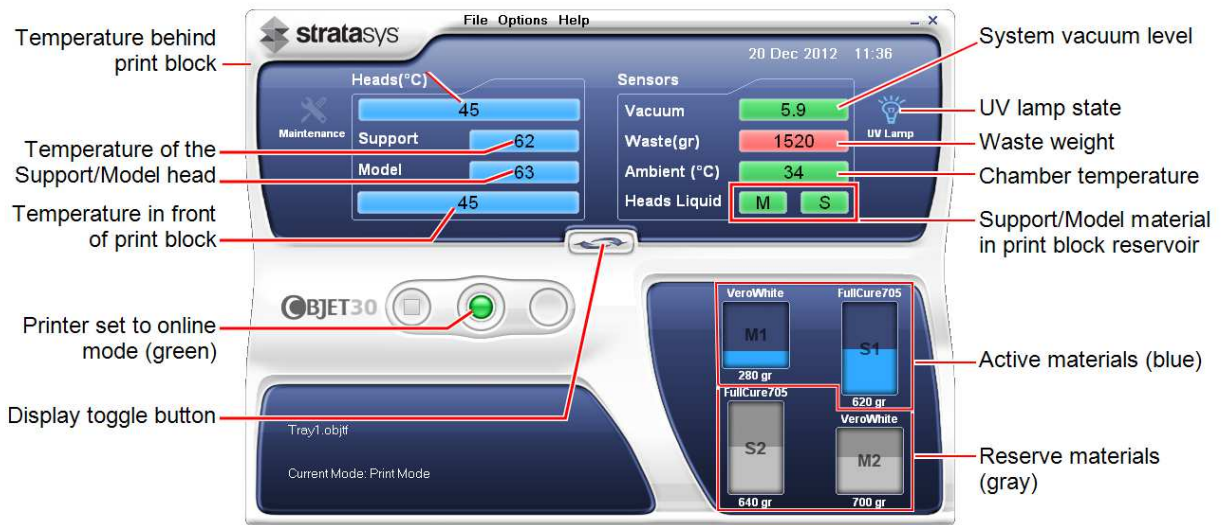 File Options Help
stratasys
20 Dec 2012 11:36
Temperature behind
print block
System vacuum level
Heads(°C)
45
Support 62
Model 63
45
Maintenance
Sensors
Vacuum 5.9
Waste(gr) 1520
Ambient (°C) 34
Heads Liquid M S
UV Lamp
UV lamp state
Waste weight
Chamber temperature
Support/Model material
in print block reservoir
Temperature of the
Support/Model head
Temperature in front
of print block
OBJET30
Printer set to online
mode (green)
Display toggle button
VeroWhite FullCure705
M1 S1
280 gr
620 gr
Active materials (blue)
FullCure705
VeroWhite
S2 M2
640 gr 700 gr
Reserve materials
(gray)
Tray1.objtf
Current Mode: Print Mode